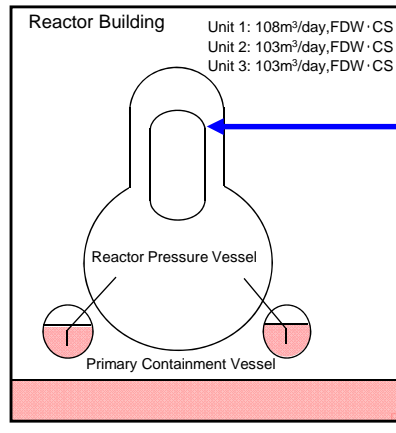 Reactor Building
Unit 1: 108m³/day,FDW･CS
Unit 2: 103m³/day,FDW･CS
Unit 3: 103m³/day,FDW･CS
Reactor Pressure Vessel
Primary Containment Vessel